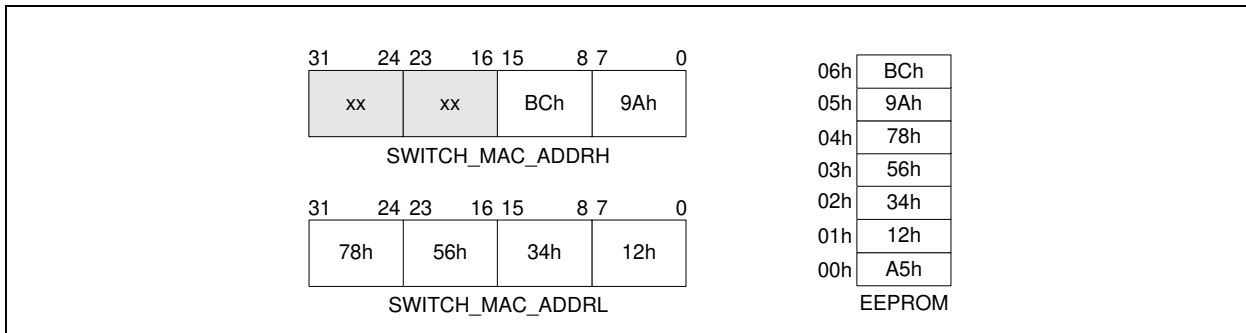 31 24 23 16 15 8 7 0
xx xx BCh 9Ah
SWITCH_MAC_ADDRH
31 24 23 16 15 8 7 0
78h 56h 34h 12h
SWITCH_MAC_ADDRL
06h BCh
05h 9Ah
04h 78h
03h 56h
02h 34h
01h 12h
00h A5h
EEPROM